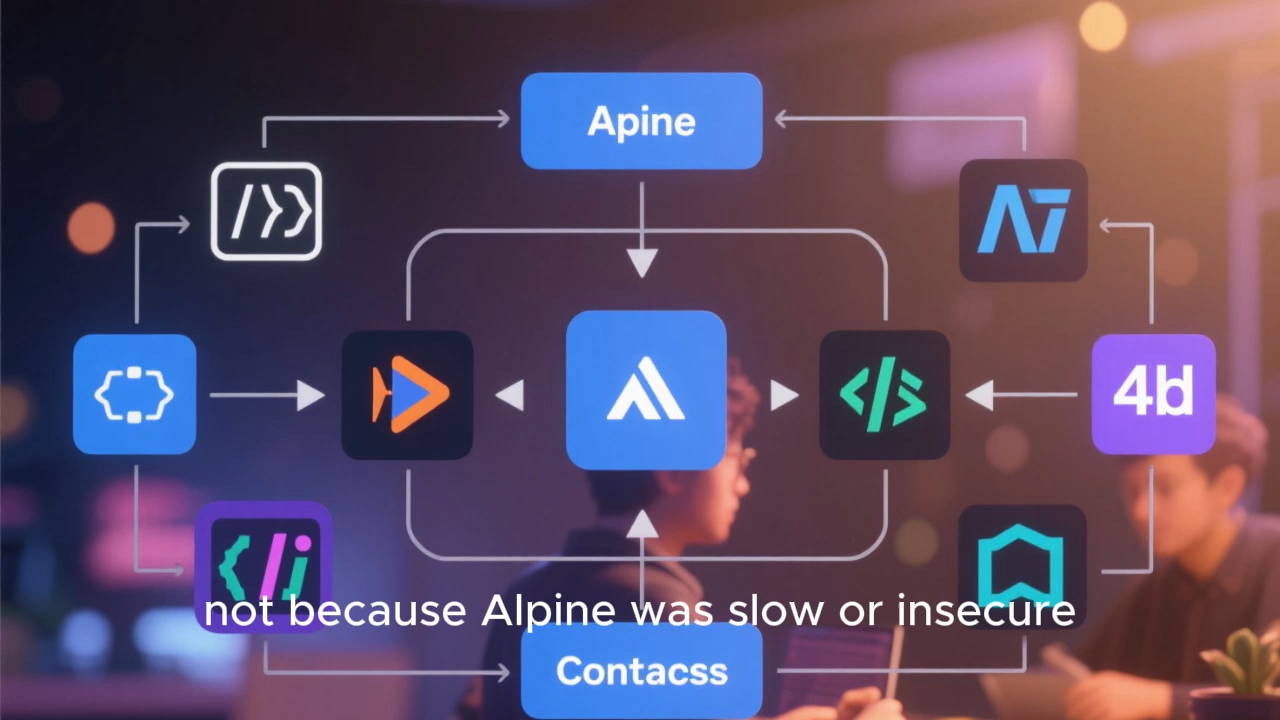 Apine
4d
not because Alpine was slow or insecure
Contacss